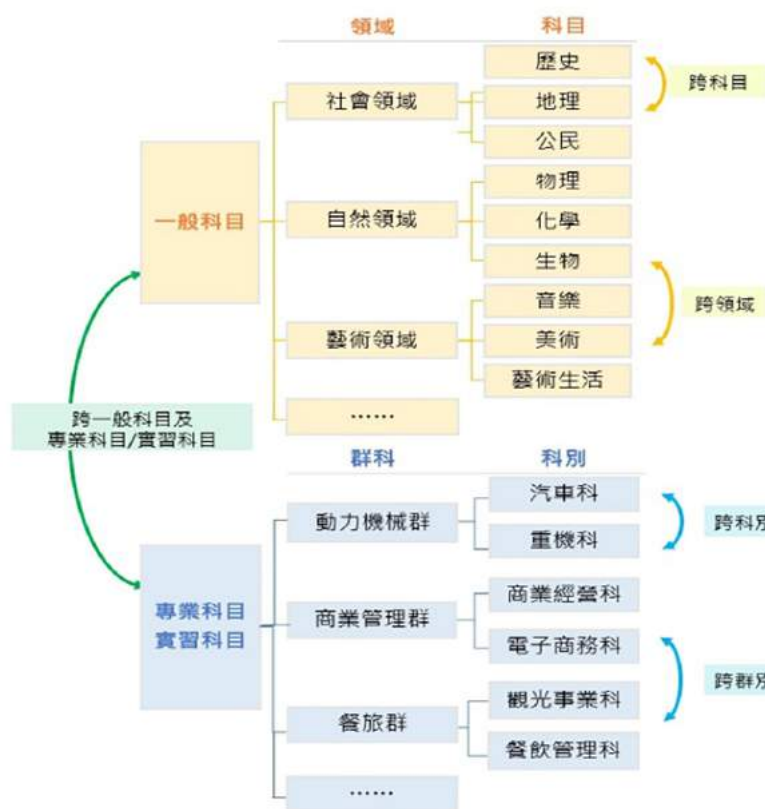 領域
科目
歷史
社會領域
地理
跨科目
公民
一般科目
物理
自然領域
化學
生物
音樂
跨領域
藝術領域
美術
藝術生活
……
跨一般科目及
專業科目/實習科目
群科
科別
汽車科
動力機械群
跨科別
重機科
專業科目
實習科目
商業經營科
商業管理群
電子商務科
跨群別
觀光事業科
餐旅群
餐飲管理科
……